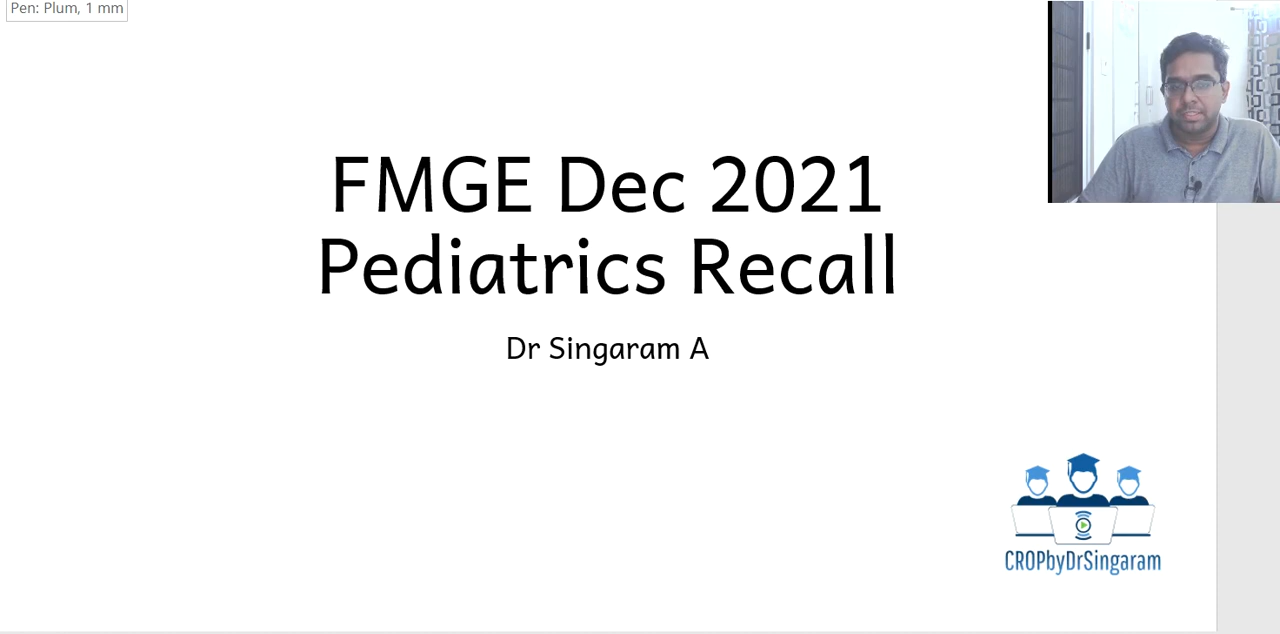 Pen: Plum, 1 mm
FMGE Dec 2021
Pediatrics Recall
Dr Singaram A
CROPbyDrSingaram